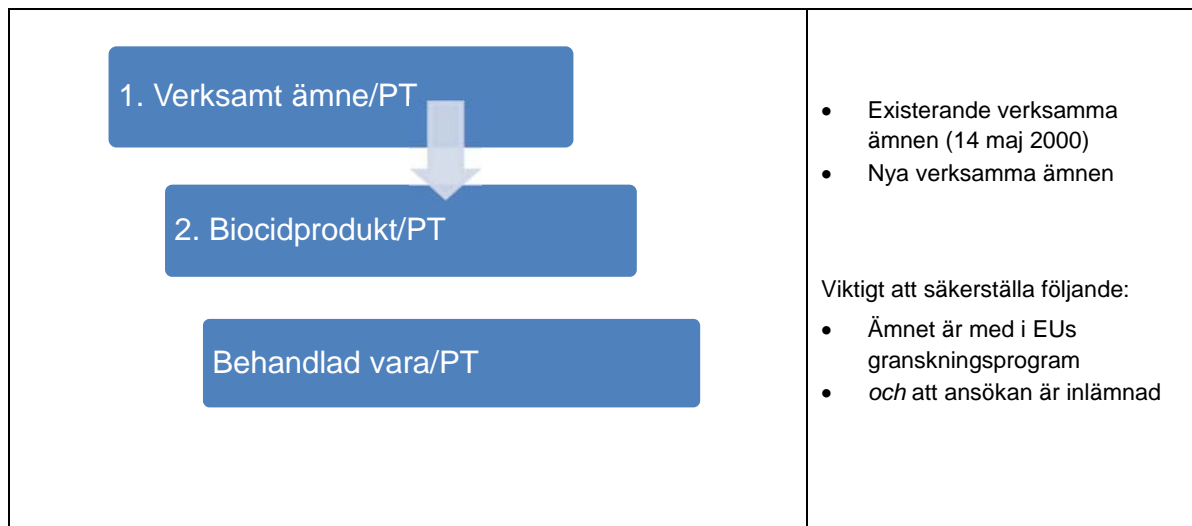 1. Verksamt ämne/PT
2. Biocidprodukt/PT
Behandlad vara/PT
• Existerande verksamma
ämnen (14 maj 2000)
• Nya verksamma ämnen
Viktigt att säkerställa följande:
• Ämnet är med i EUs
granskningsprogram
• och att ansökan är inlämnad